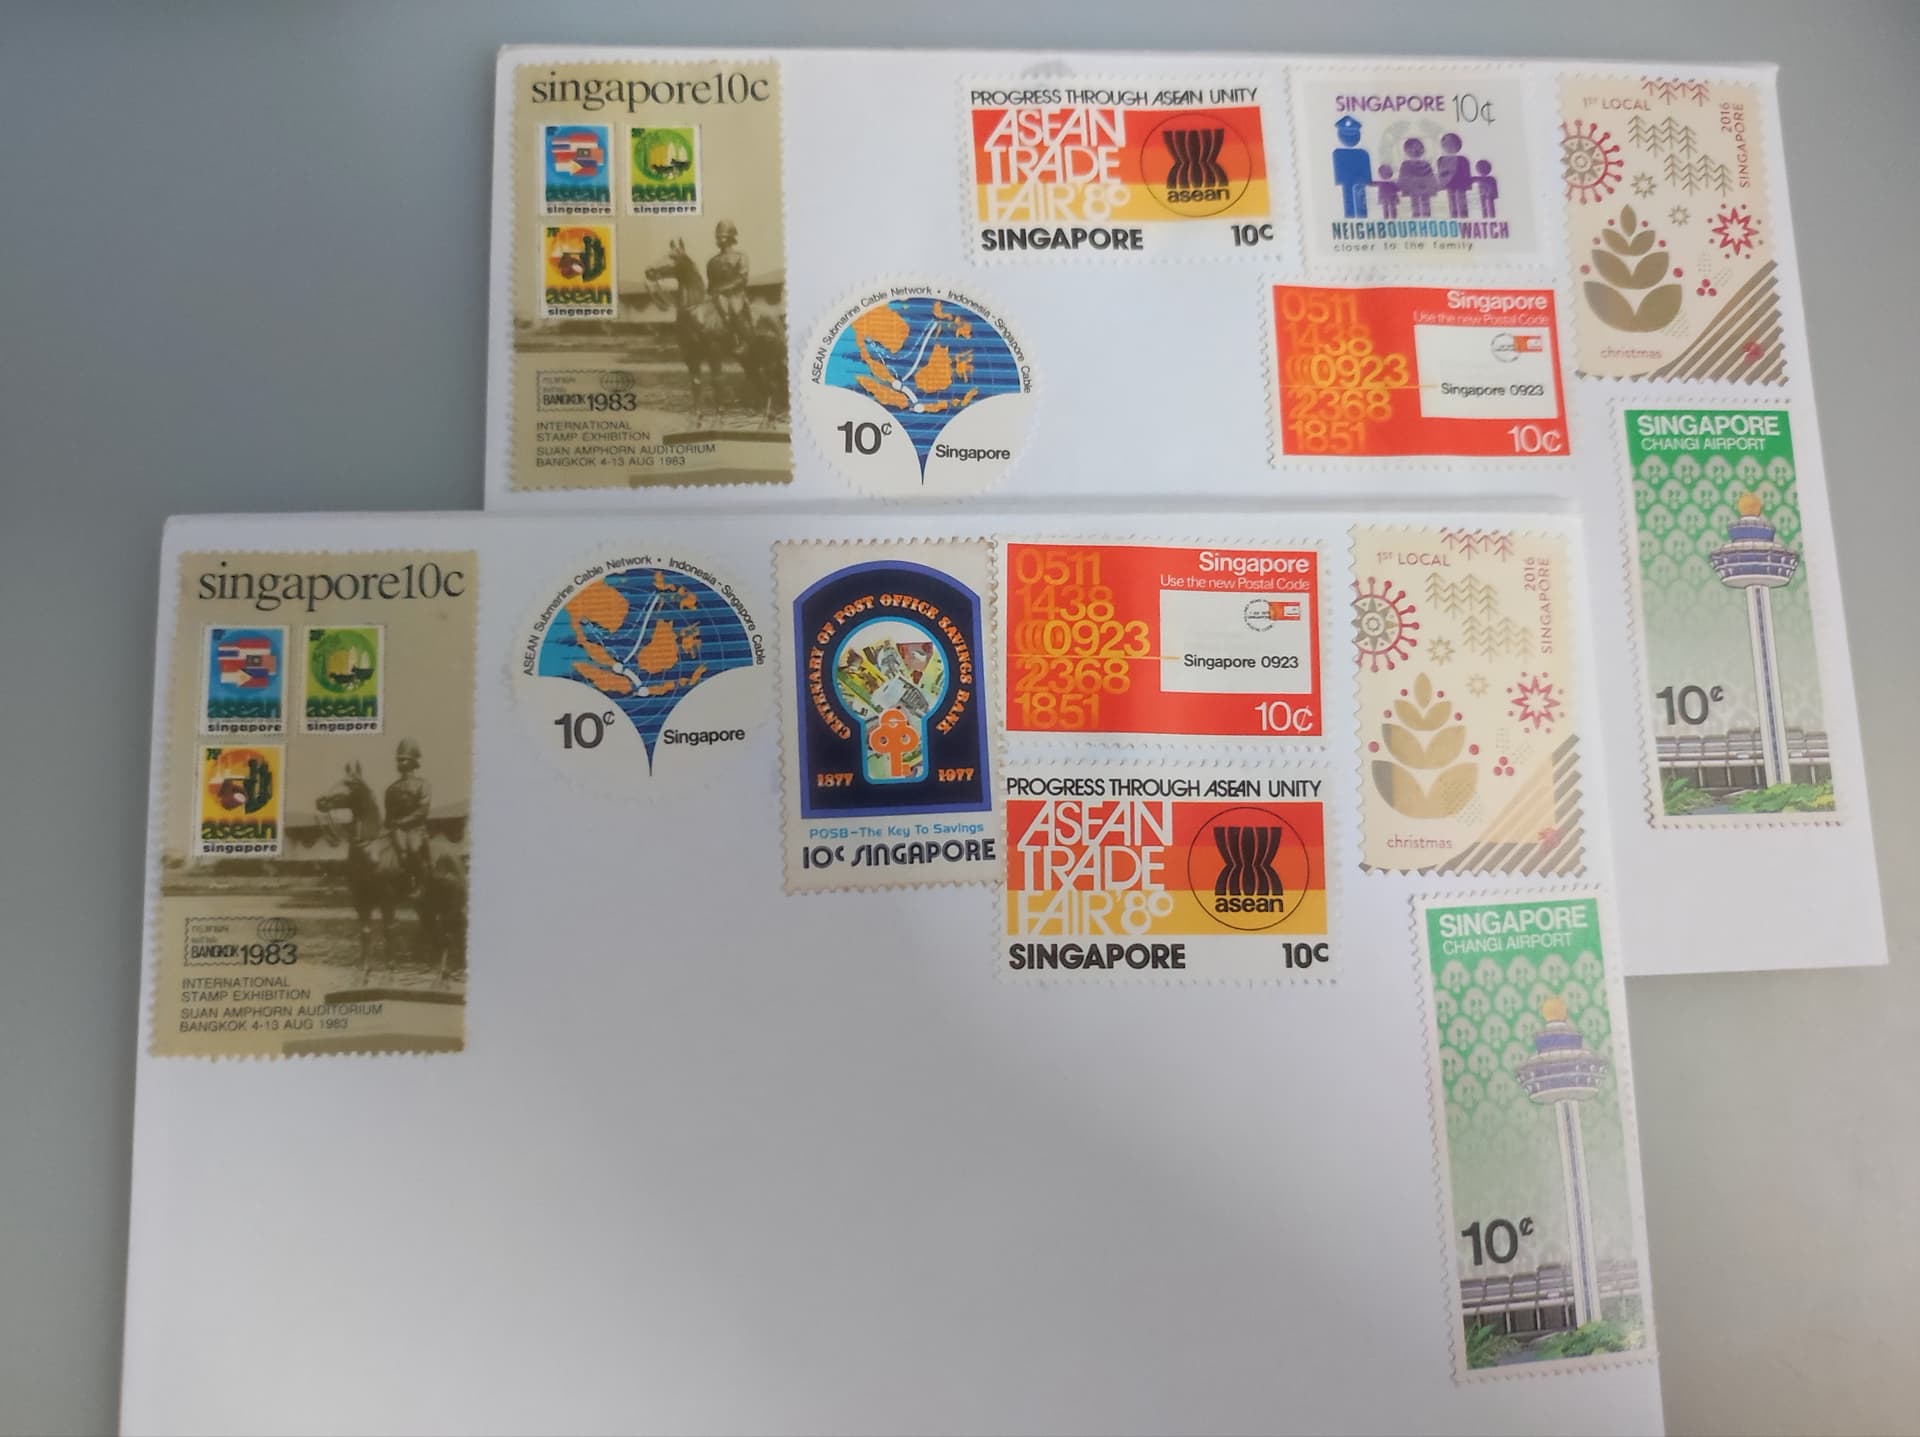 singapore10c
asean
singapore
asean
singapore
asean
singapore
BANGKOK 1983
INTERNATIONAL
STAMP EXHIBITION
SUAN AMPHORN AUDITORIUM
BANGKOK 4-13 AUG 1983
ASEAN Submarine Cable Network • Indonesia - Singapore Cable
10¢
Singapore
PROGRESS THROUGH ASEAN UNITY
ASEAN
TRADE
FAIR'80
asean
SINGAPORE 10c
SINGAPORE 10¢
NEIGHBOURHOOD WATCH
closer to the family
1ST LOCAL
2016
SINGAPORE
christmas
0511
1438
0923
2368
1851
Singapore
Use the new Postal Code
Singapore 0923
10¢
SINGAPORE
CHANGI AIRPORT
10¢
singapore10c
asean
singapore
asean
singapore
75c
asean
singapore
BANGKOK 1983
INTERNATIONAL
STAMP EXHIBITION
SUAN AMPHORN AUDITORIUM
BANGKOK 4-13 AUG 1983
ASEAN Submarine Cable Network • Indonesia - Singapore Cable
10¢
Singapore
CENTENARY OF POST OFFICE SAVINGS BANK
1877 1977
POSB-The Key To Savings
10c SINGAPORE
0511
1438
0923
2368
1851
Singapore
Use the new Postal Code
Singapore 0923
10¢
PROGRESS THROUGH ASEAN UNITY
ASEAN
TRADE
FAIR'80
asean
SINGAPORE 10c
1ST LOCAL
2016
SINGAPORE
christmas
SINGAPORE
CHANGI AIRPORT
10¢